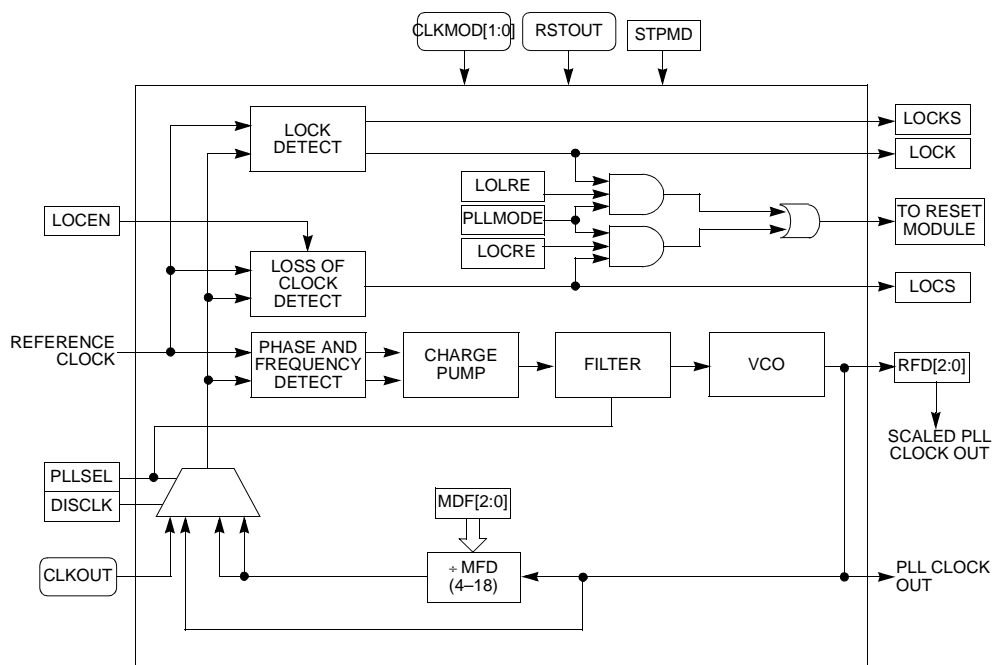 CLKMOD[1:0]
RSTOUT
STPMD
LOCK
DETECT
LOCKS
LOCK
LOLRE
PLLMODE
LOCRE
TO RESET
MODULE
LOCEN
LOSS OF
CLOCK
DETECT
LOCS
REFERENCE
CLOCK
PHASE AND
FREQUENCY
DETECT
CHARGE
PUMP
FILTER
VCO
RFD[2:0]
SCALED PLL
CLOCK OUT
PLLSEL
DISCLK
MDF[2:0]
CLKOUT
÷ MFD
(4–18)
PLL CLOCK
OUT